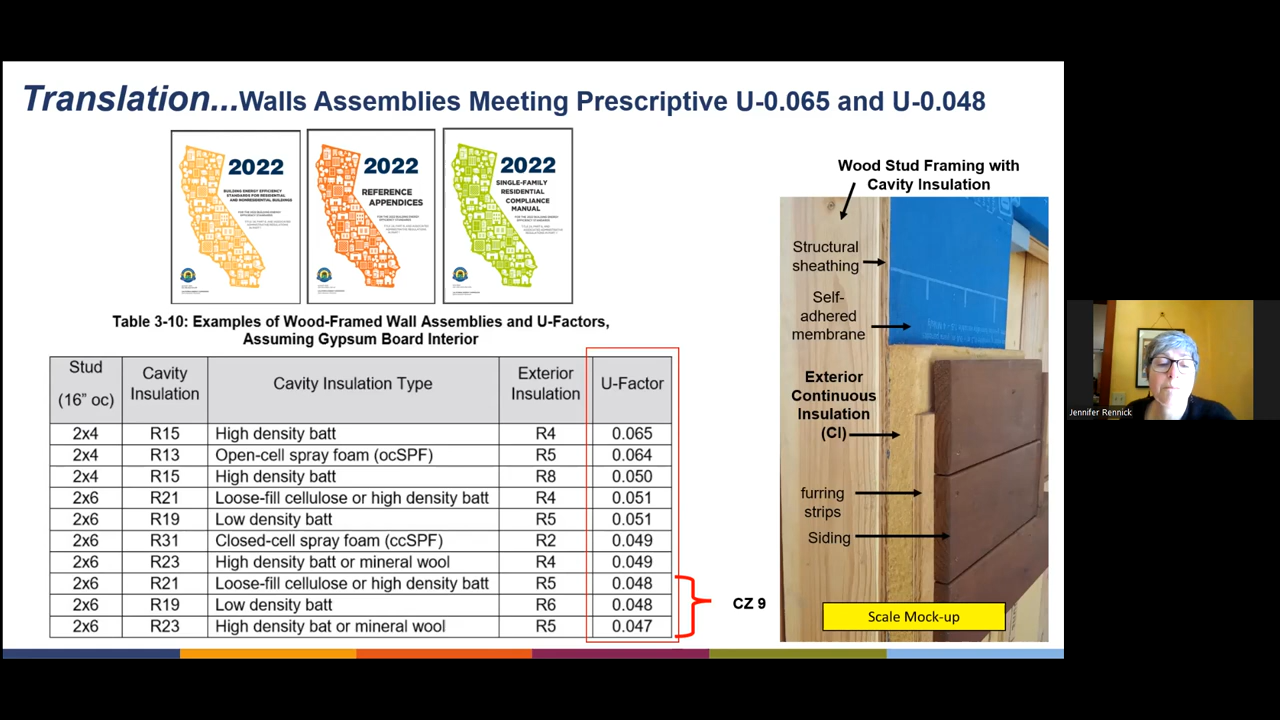 Translation...Walls Assemblies Meeting Prescriptive U-0.065 and U-0.048
2022
BUILDING ENERGY EFFICIENCY
STANDARDS FOR RESIDENTIAL
AND NONRESIDENTIAL BUILDINGS
2022
REFERENCE
APPENDICES
2022
SINGLE-FAMILY
RESIDENTIAL
COMPLIANCE
MANUAL
Table 3-10: Examples of Wood-Framed Wall Assemblies and U-Factors,
Assuming Gypsum Board Interior
Stud (16” oc) Cavity Insulation Cavity Insulation Type Exterior Insulation U-Factor
2x4 R15 High density batt R4 0.065
2x4 R13 Open-cell spray foam (ocSPF) R5 0.064
2x4 R15 High density batt R8 0.050
2x6 R21 Loose-fill cellulose or high density batt R4 0.051
2x6 R19 Low density batt R5 0.051
2x6 R31 Closed-cell spray foam (ccSPF) R2 0.049
2x6 R23 High density batt or mineral wool R4 0.049
2x6 R21 Loose-fill cellulose or high density batt R5 0.048
2x6 R19 Low density batt R6 0.048
2x6 R23 High density bat or mineral wool R5 0.047
CZ 9
Wood Stud Framing with
Cavity Insulation
Structural
sheathing
Self-
adhered
membrane
Exterior
Continuous
Insulation
(CI)
furring
strips
Siding
Scale Mock-up
Jennifer Rennick